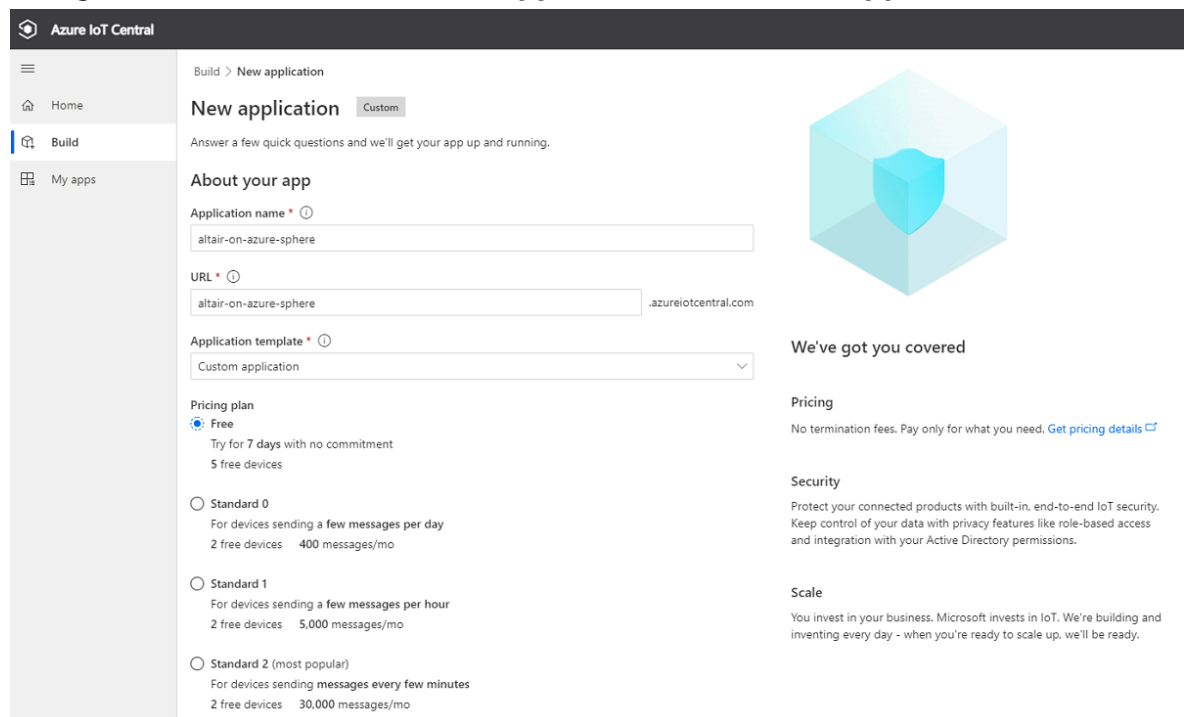 Azure IoT Central
Home
Build
My apps
Build > New application
New application Custom
Answer a few quick questions and we'll get your app up and running.
About your app
Application name *
altair-on-azure-sphere
URL *
altair-on-azure-sphere .azureiotcentral.com
Application template *
Custom application
Pricing plan
Free
Try for 7 days with no commitment
5 free devices
Standard 0
For devices sending a few messages per day
2 free devices 400 messages/mo
Standard 1
For devices sending a few messages per hour
2 free devices 5,000 messages/mo
Standard 2 (most popular)
For devices sending messages every few minutes
2 free devices 30,000 messages/mo
We've got you covered
Pricing
No termination fees. Pay only for what you need. Get pricing details
Security
Protect your connected products with built-in, end-to-end IoT security.
Keep control of your data with privacy features like role-based access
and integration with your Active Directory permissions.
Scale
You invest in your business. Microsoft invests in IoT. We're building and
inventing every day - when you're ready to scale up, we'll be ready.